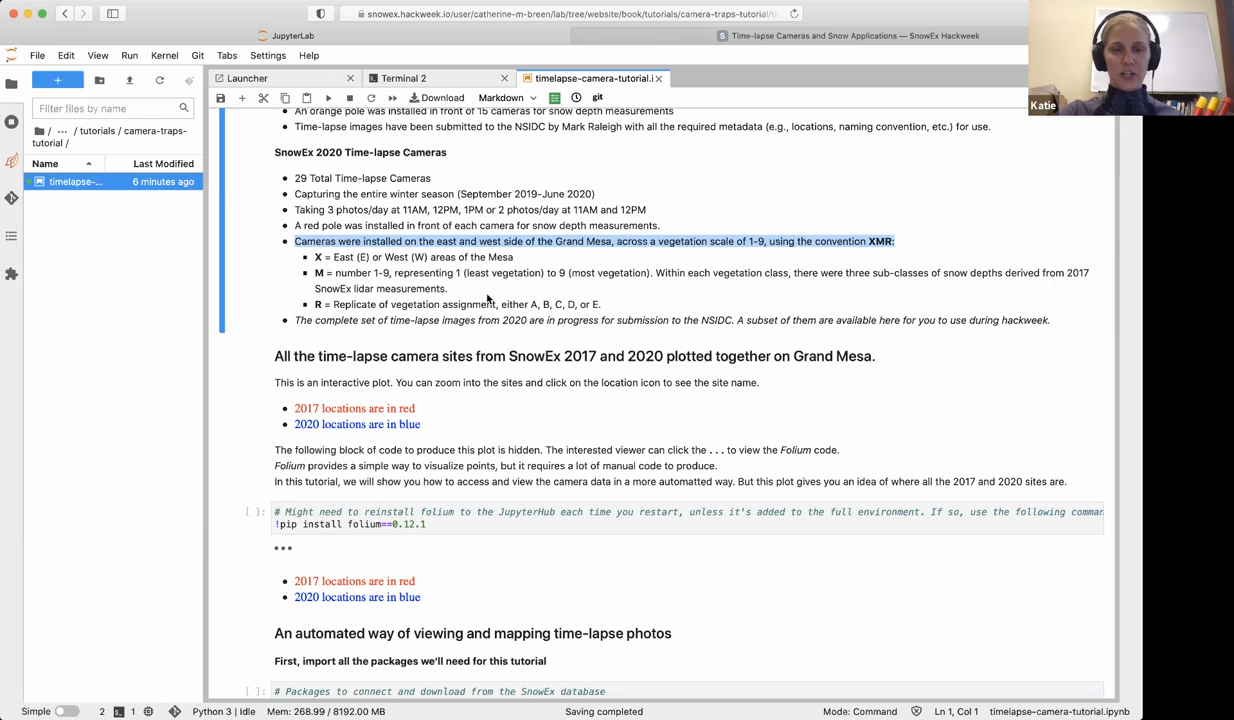 snowex.hackweek.io/user/catherine-m-breen/lab/tree/website/book/tutorials/camera-traps-tutorial/
JupyterLab
S Time-lapse Cameras and Snow Applications — SnowEx Hackweek
File Edit View Run Kernel Git Tabs Settings Help
Launcher
Terminal 2
timelapse-camera-tutorial.i
Download Markdown git
Filter files by name
/ ··· / tutorials / camera-traps-
tutorial /
Name Last Modified
timelapse-... 6 minutes ago
Katie
An orange pole was installed in front of 15 cameras for snow depth measurements
Time-lapse images have been submitted to the NSIDC by Mark Raleigh with all the required metadata (e.g., locations, naming convention, etc.) for use.
SnowEx 2020 Time-lapse Cameras
29 Total Time-lapse Cameras
Capturing the entire winter season (September 2019-June 2020)
Taking 3 photos/day at 11AM, 12PM, 1PM or 2 photos/day at 11AM and 12PM
A red pole was installed in front of each camera for snow depth measurements.
Cameras were installed on the east and west side of the Grand Mesa, across a vegetation scale of 1-9, using the convention XMR:
X = East (E) or West (W) areas of the Mesa
M = number 1-9, representing 1 (least vegetation) to 9 (most vegetation). Within each vegetation class, there were three sub-classes of snow depths derived from 2017
SnowEx lidar measurements.
R = Replicate of vegetation assignment, either A, B, C, D, or E.
The complete set of time-lapse images from 2020 are in progress for submission to the NSIDC. A subset of them are available here for you to use during hackweek.
All the time-lapse camera sites from SnowEx 2017 and 2020 plotted together on Grand Mesa.
This is an interactive plot. You can zoom into the sites and click on the location icon to see the site name.
2017 locations are in red
2020 locations are in blue
The following block of code to produce this plot is hidden. The interested viewer can click the ... to view the Folium code.
Folium provides a simple way to visualize points, but it requires a lot of manual code to produce.
In this tutorial, we will show you how to access and view the camera data in a more automatted way. But this plot gives you an idea of where all the 2017 and 2020 sites are.
[ ]: # Might need to reinstall folium to the JupyterHub each time you restart, unless it's added to the full environment. If so, use the following comman
!pip install folium==0.12.1
•••
2017 locations are in red
2020 locations are in blue
An automated way of viewing and mapping time-lapse photos
First, import all the packages we'll need for this tutorial
[ ]: # Packages to connect and download from the SnowEx database
Simple 2 1 Python 3 | Idle Mem: 268.99 / 8192.00 MB Saving completed Mode: Command Ln 1, Col 1 timelapse-camera-tutorial.ipynb